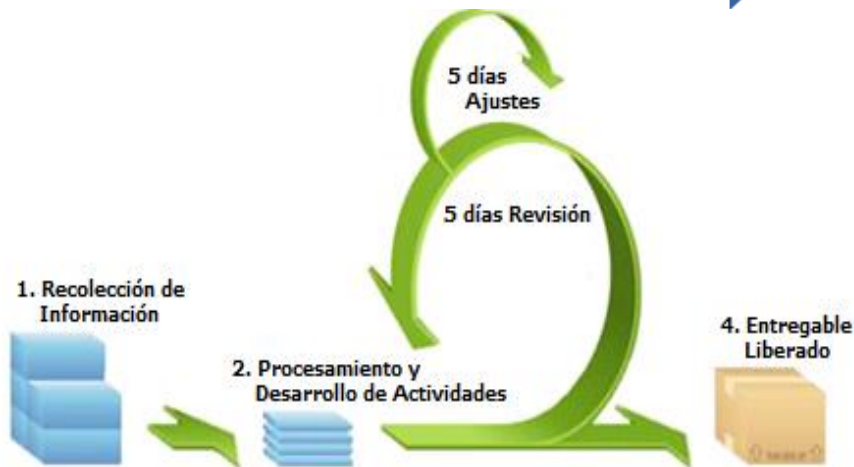 5 días
Ajustes
5 días Revisión
1. Recolección de
Información
2. Procesamiento y
Desarrollo de Actividades
4. Entregable
Liberado